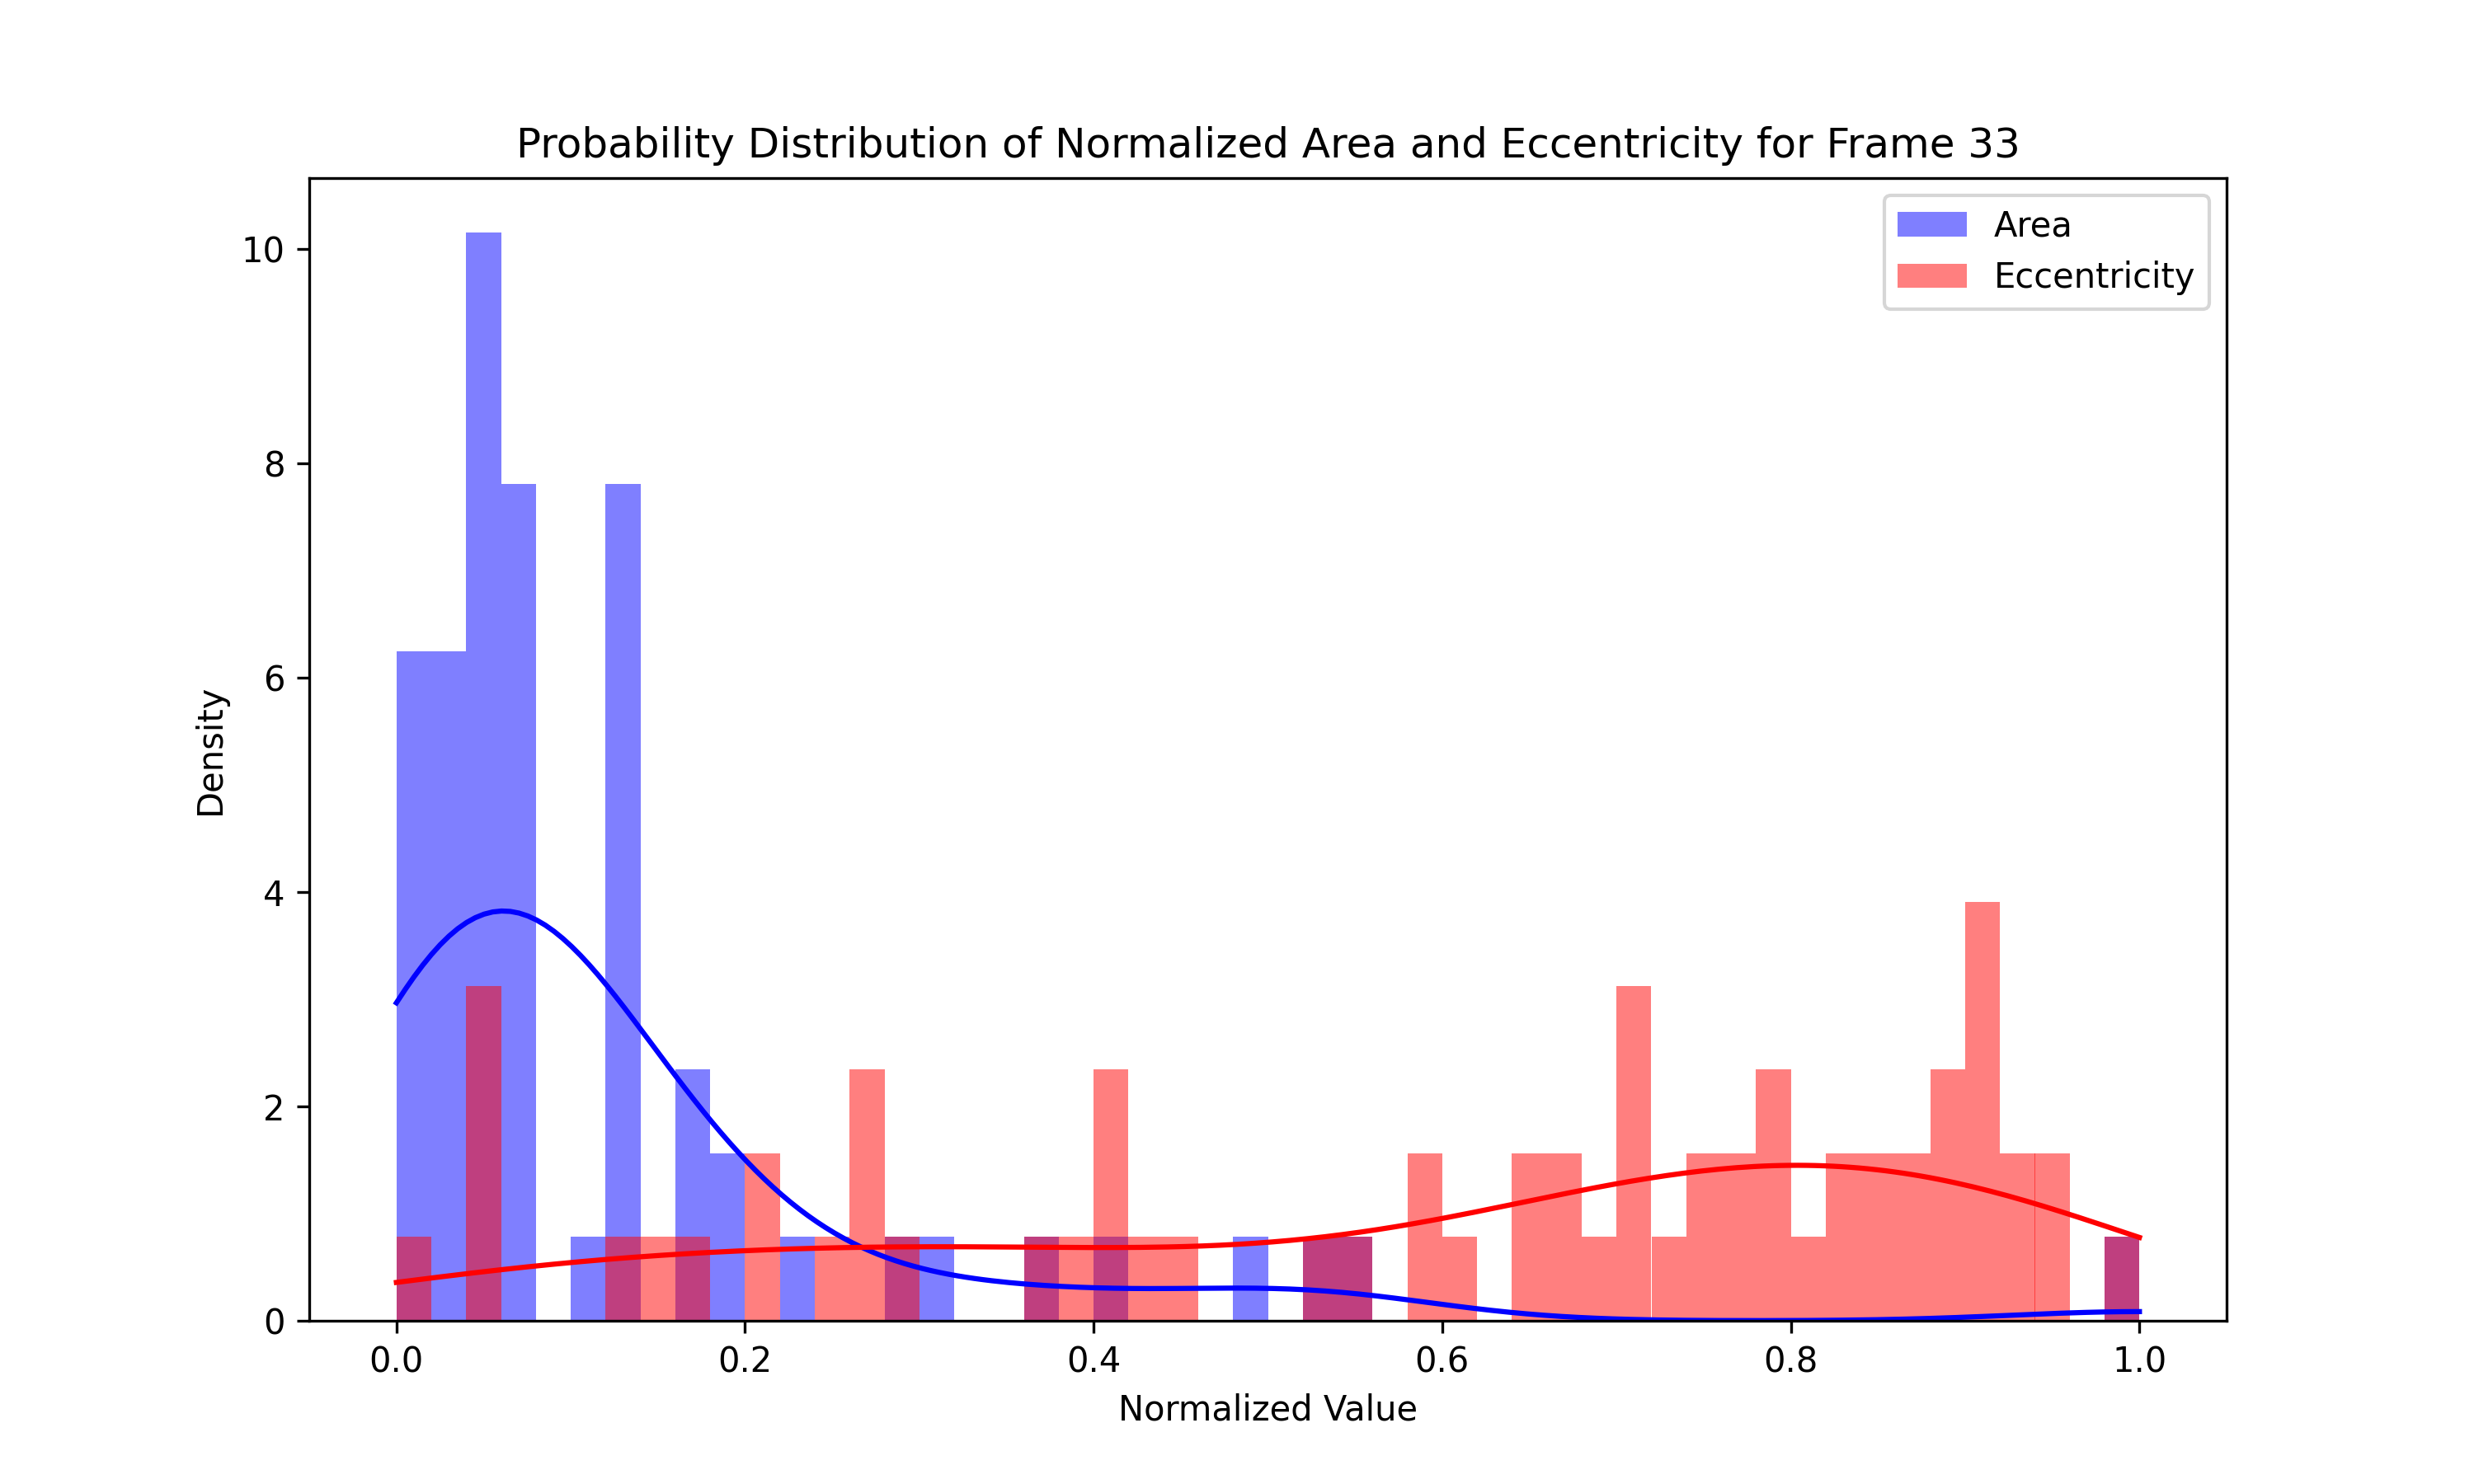 Probability Distribution of Normalized Area and Eccentricity for Frame 33
Area
Eccentricity
10
8
6
4
2
0
Density
0.0 0.2 0.4 0.6 0.8 1.0
Normalized Value